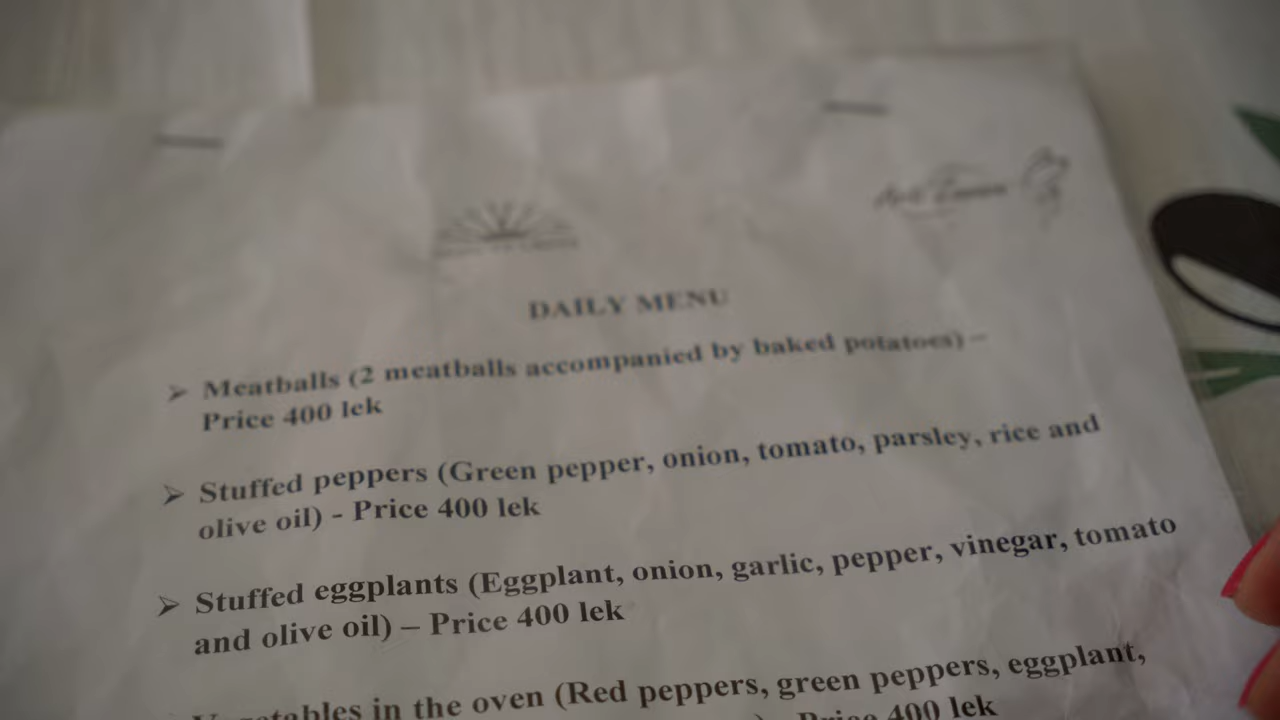 DAILY MENU
➢ Meatballs (2 meatballs accompanied by baked potatoes) –
Price 400 lek
➢ Stuffed peppers (Green pepper, onion, tomato, parsley, rice and
olive oil) - Price 400 lek
➢ Stuffed eggplants (Eggplant, onion, garlic, pepper, vinegar, tomato
and olive oil) – Price 400 lek
Vegetables in the oven (Red peppers, green peppers, eggplant,
) - Price 400 lek